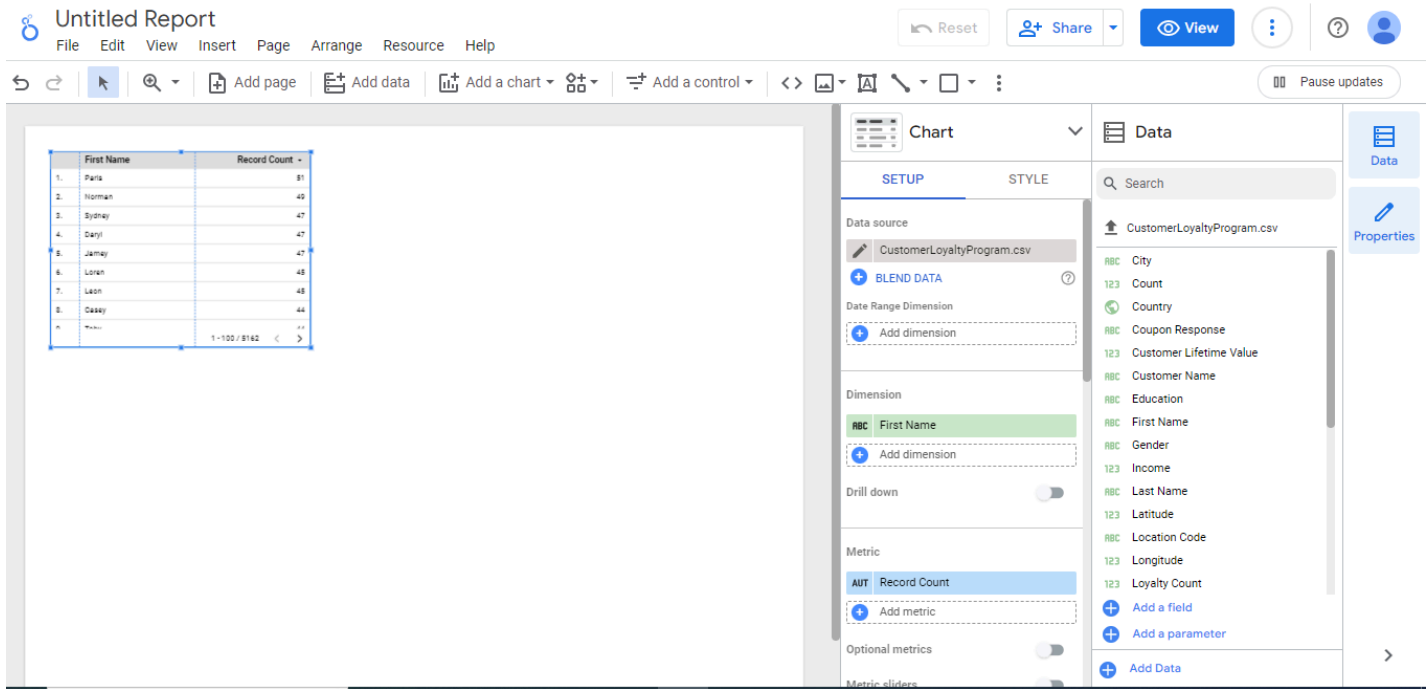 Untitled Report
File Edit View Insert Page Arrange Resource Help
Reset
Share
View
Add page
Add data
Add a chart
Add a control
Pause updates
First Name Record Count
1. Paris 51
2. Norman 49
3. Sydney 47
4. Daryl 47
5. Jamey 47
6. Loren 45
7. Leon 45
8. Casey 44
9. Toby 44
1 - 100 / 5162
Chart
SETUP STYLE
Data source
CustomerLoyaltyProgram.csv
BLEND DATA
Date Range Dimension
Add dimension
Dimension
ABC First Name
Add dimension
Drill down
Metric
AUT Record Count
Add metric
Optional metrics
Metric sliders
Data
Search
CustomerLoyaltyProgram.csv
ABC City
123 Count
Country
ABC Coupon Response
123 Customer Lifetime Value
ABC Customer Name
ABC Education
ABC First Name
ABC Gender
123 Income
ABC Last Name
123 Latitude
ABC Location Code
123 Longitude
123 Loyalty Count
Add a field
Add a parameter
Add Data
Data
Properties